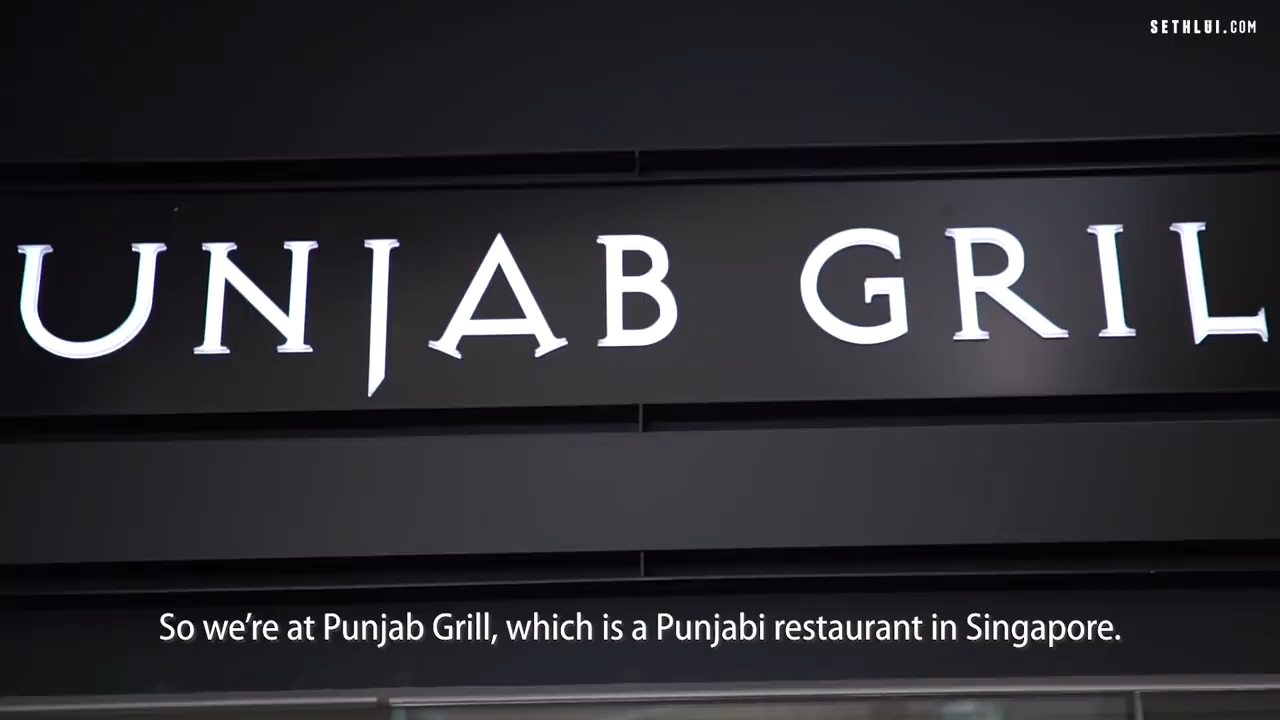 SETHLUI.COM
UNJAB GRIL
So we're at Punjab Grill, which is a Punjabi restaurant in Singapore.